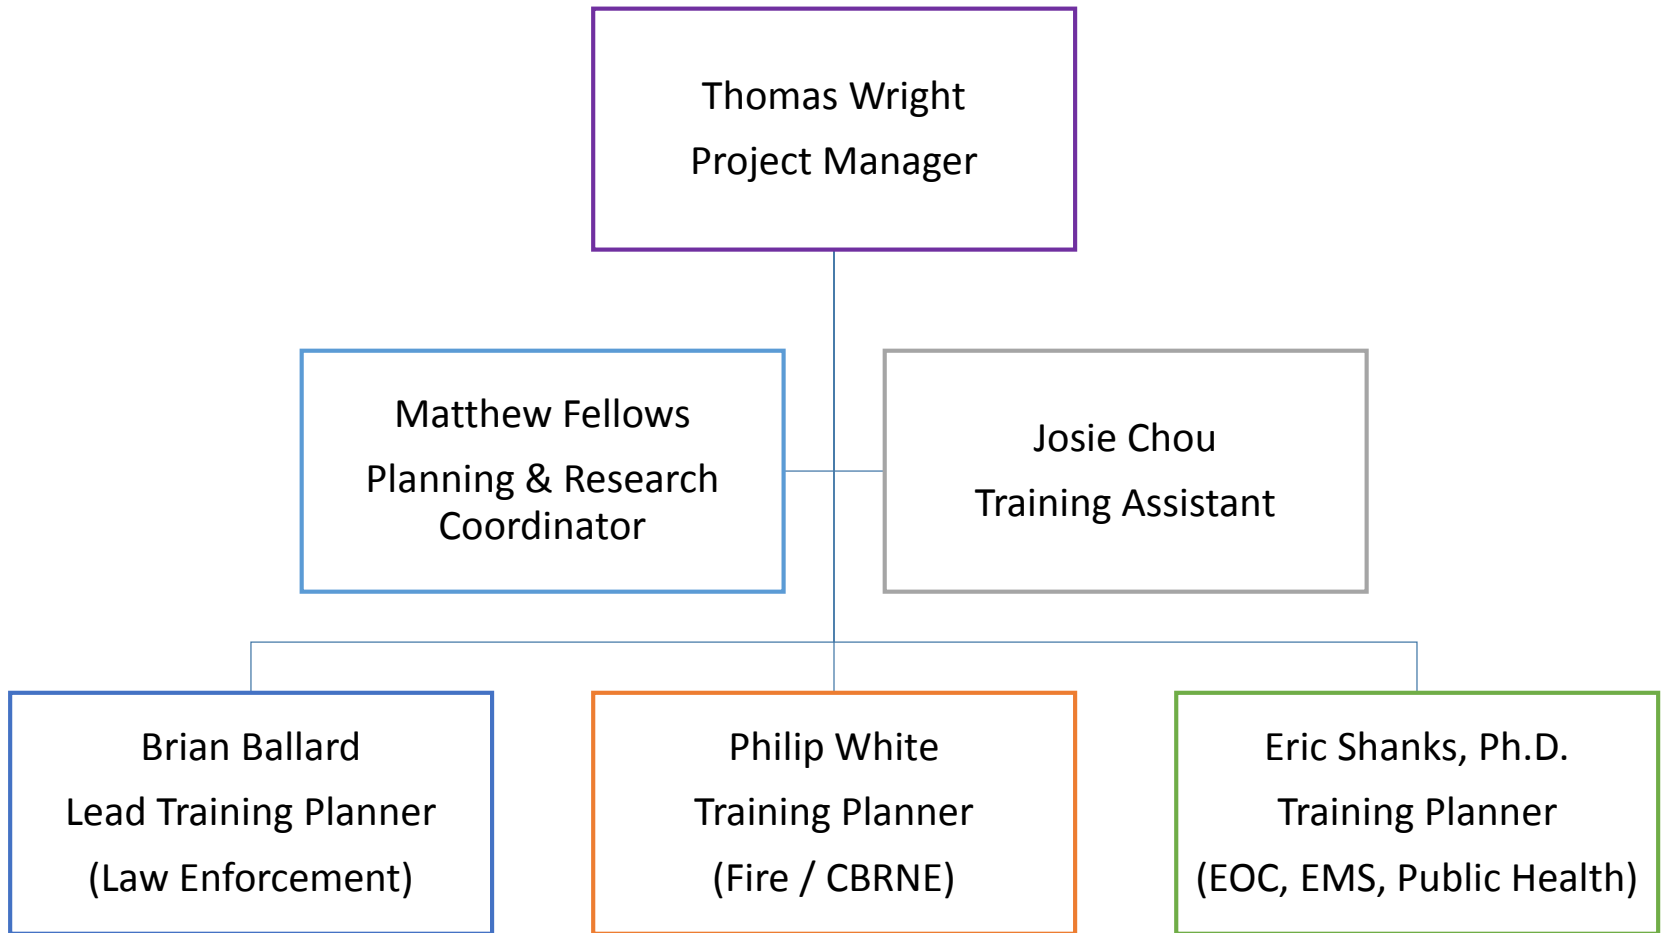 Thomas Wright
Project Manager
Matthew Fellows
Planning & Research
Coordinator
Josie Chou
Training Assistant
Brian Ballard
Lead Training Planner
(Law Enforcement)
Philip White
Training Planner
(Fire / CBRNE)
Eric Shanks, Ph.D.
Training Planner
(EOC, EMS, Public Health)